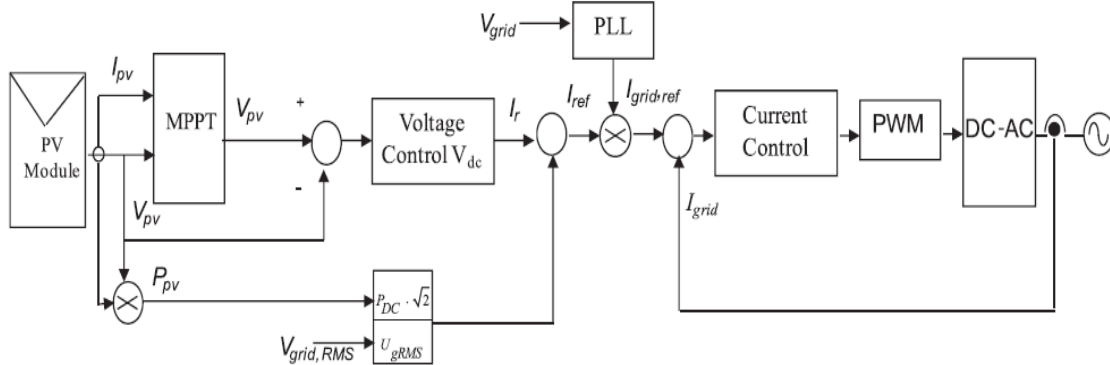 V_grid
PLL
I_pv
MPPT
V_pv
+
-
Voltage
Control V_dc
I_r
I_ref
I_grid,ref
Current
Control
PWM
DC-AC
PV
Module
V_pv
I_grid
P_pv
P_DC · √2
U_gRMS
V_grid,RMS